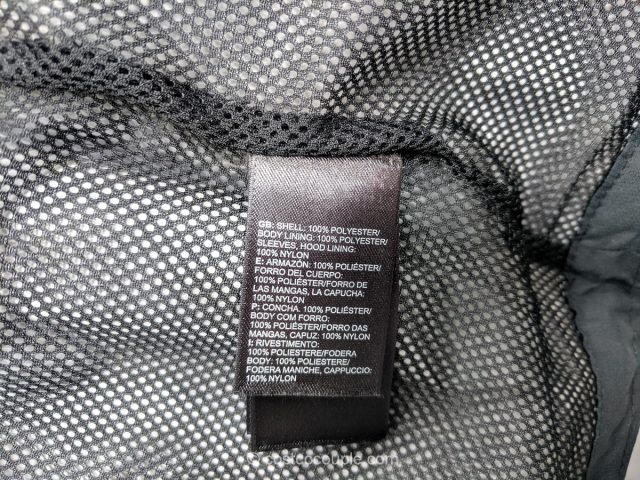 GB: SHELL: 100% POLYESTER/
BODY LINING: 100% POLYESTER/
SLEEVES, HOOD LINING:
100% NYLON
E: ARMAZÓN: 100% POLIÉSTER/
FORRO DEL CUERPO:
100% POLIÉSTER/FORRO DE
LAS MANGAS, LA CAPUCHA:
100% NYLON
P: CONCHA. 100% POLIÉSTER/
BODY COM FORRO:
100% POLIÉSTER/FORRO DAS
MANGAS, CAPUZ: 100% NYLON
I: RIVESTIMENTO:
100% POLIESTERE/FODERA
BODY: 100% POLIESTERE/
FODERA MANICHE, CAPPUCCIO:
100% NYLON